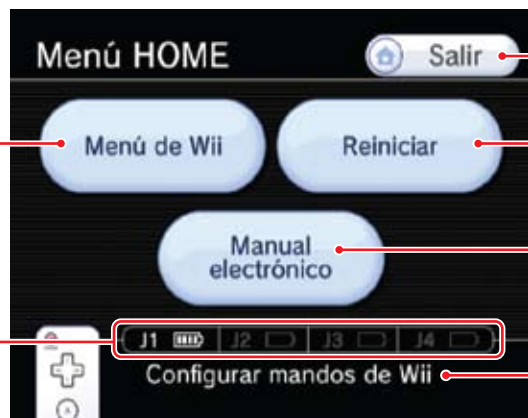 Menú HOME
Salir
Menú de Wii
Reiniciar
Manual
electrónico
J1 J2 J3 J4
Configurar mandos de Wii